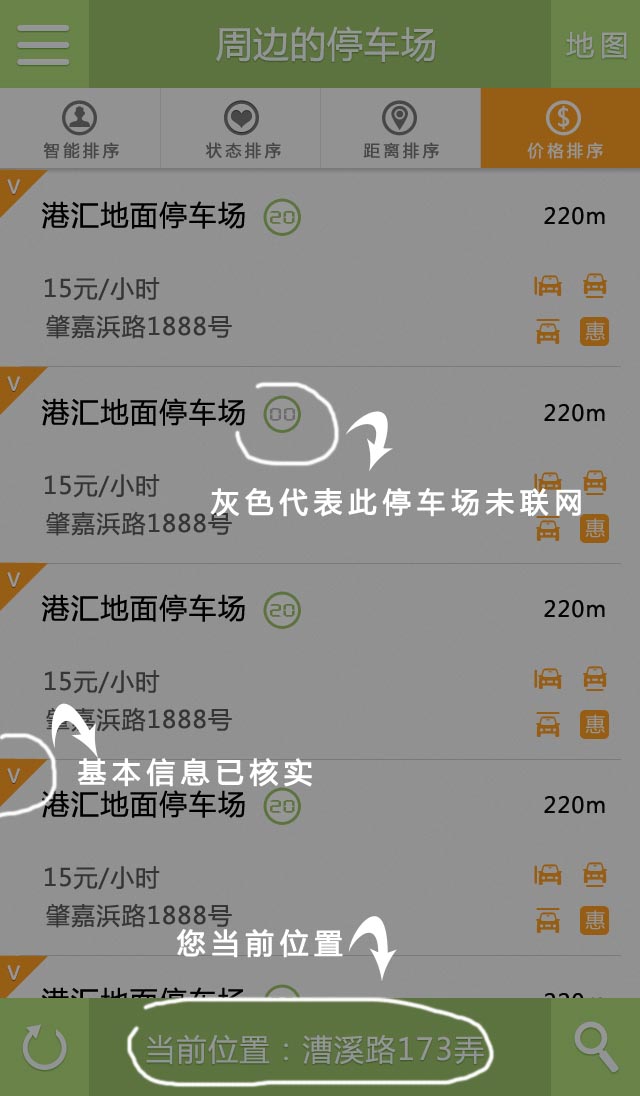 周边的停车场
地图
智能排序
状态排序
距离排序
价格排序
V
港汇地面停车场 20 220m
15元/小时
肇嘉浜路1888号 惠
V
港汇地面停车场 00 220m
15元/小时
灰色代表此停车场未联网
肇嘉浜路1888号 惠
V
港汇地面停车场 20 220m
15元/小时
肇嘉浜路1888号 惠
V
基本信息已核实
港汇地面停车场 20 220m
15元/小时
肇嘉浜路1888号 惠
您当前位置
V
港汇地面停车场 220m
当前位置：漕溪路173弄